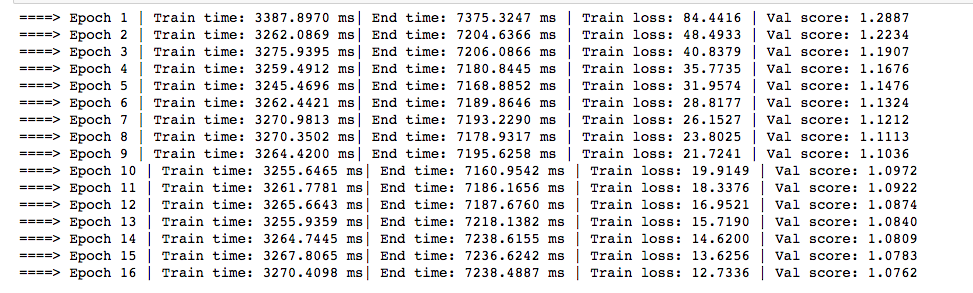 ====> Epoch 1 | Train time: 3387.8970 ms| End time: 7375.3247 ms | Train loss: 84.4416 | Val score: 1.2887
====> Epoch 2 | Train time: 3262.0869 ms| End time: 7204.6366 ms | Train loss: 48.4933 | Val score: 1.2234
====> Epoch 3 | Train time: 3275.9395 ms| End time: 7206.0866 ms | Train loss: 40.8379 | Val score: 1.1907
====> Epoch 4 | Train time: 3259.4912 ms| End time: 7180.8445 ms | Train loss: 35.7735 | Val score: 1.1676
====> Epoch 5 | Train time: 3245.4696 ms| End time: 7168.8852 ms | Train loss: 31.9574 | Val score: 1.1476
====> Epoch 6 | Train time: 3262.4421 ms| End time: 7189.8646 ms | Train loss: 28.8177 | Val score: 1.1324
====> Epoch 7 | Train time: 3270.9813 ms| End time: 7193.2290 ms | Train loss: 26.1527 | Val score: 1.1212
====> Epoch 8 | Train time: 3270.3502 ms| End time: 7178.9317 ms | Train loss: 23.8025 | Val score: 1.1113
====> Epoch 9 | Train time: 3264.4200 ms| End time: 7195.6258 ms | Train loss: 21.7241 | Val score: 1.1036
====> Epoch 10 | Train time: 3255.6465 ms| End time: 7160.9542 ms | Train loss: 19.9149 | Val score: 1.0972
====> Epoch 11 | Train time: 3261.7781 ms| End time: 7186.1656 ms | Train loss: 18.3376 | Val score: 1.0922
====> Epoch 12 | Train time: 3265.6643 ms| End time: 7187.6760 ms | Train loss: 16.9521 | Val score: 1.0874
====> Epoch 13 | Train time: 3255.9359 ms| End time: 7218.1382 ms | Train loss: 15.7190 | Val score: 1.0840
====> Epoch 14 | Train time: 3264.7445 ms| End time: 7238.6155 ms | Train loss: 14.6200 | Val score: 1.0809
====> Epoch 15 | Train time: 3267.8065 ms| End time: 7236.6242 ms | Train loss: 13.6256 | Val score: 1.0783
====> Epoch 16 | Train time: 3270.4098 ms| End time: 7238.4887 ms | Train loss: 12.7336 | Val score: 1.0762